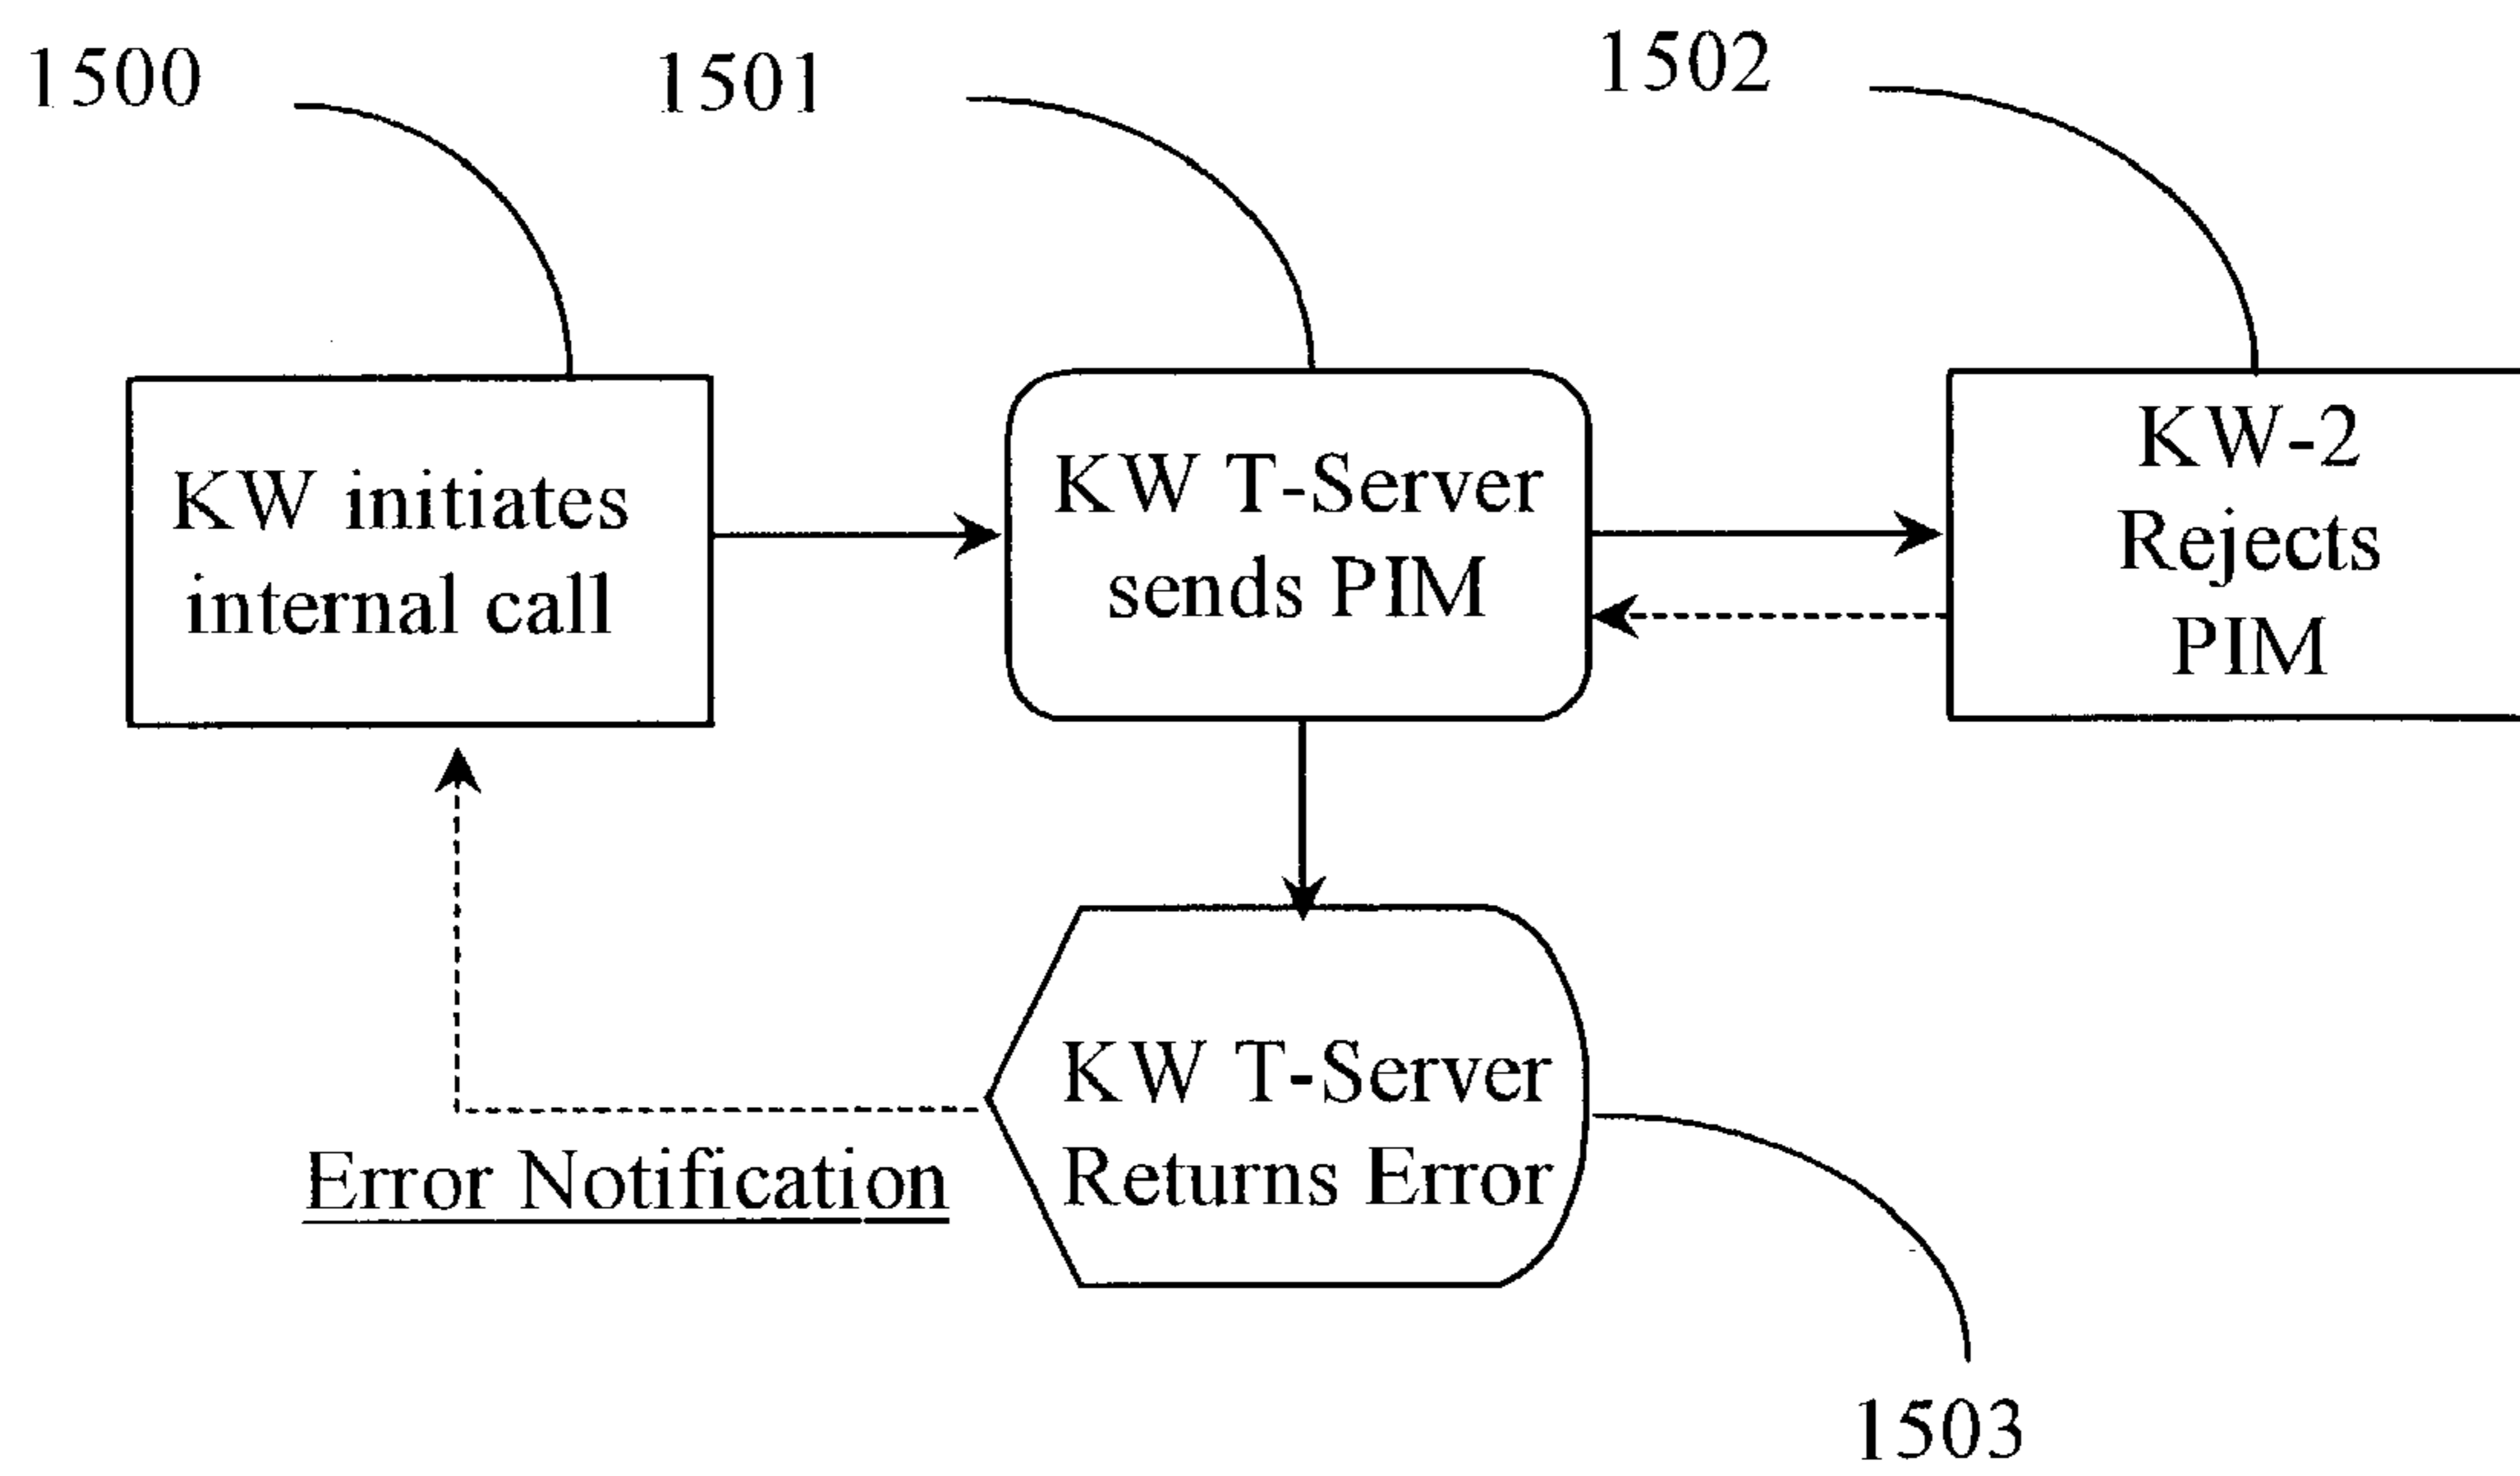 1500
1501
1502
KW initiates
internal call
KW T-Server
sends PIM
KW-2
Rejects
PIM
KW T-Server
Returns Error
Error Notification
1503